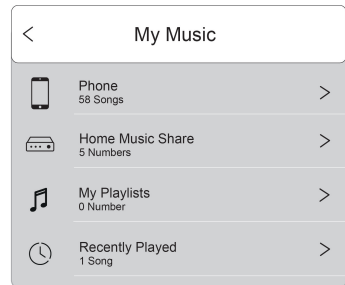 My Music
Phone
58 Songs
Home Music Share
5 Numbers
My Playlists
0 Number
Recently Played
1 Song